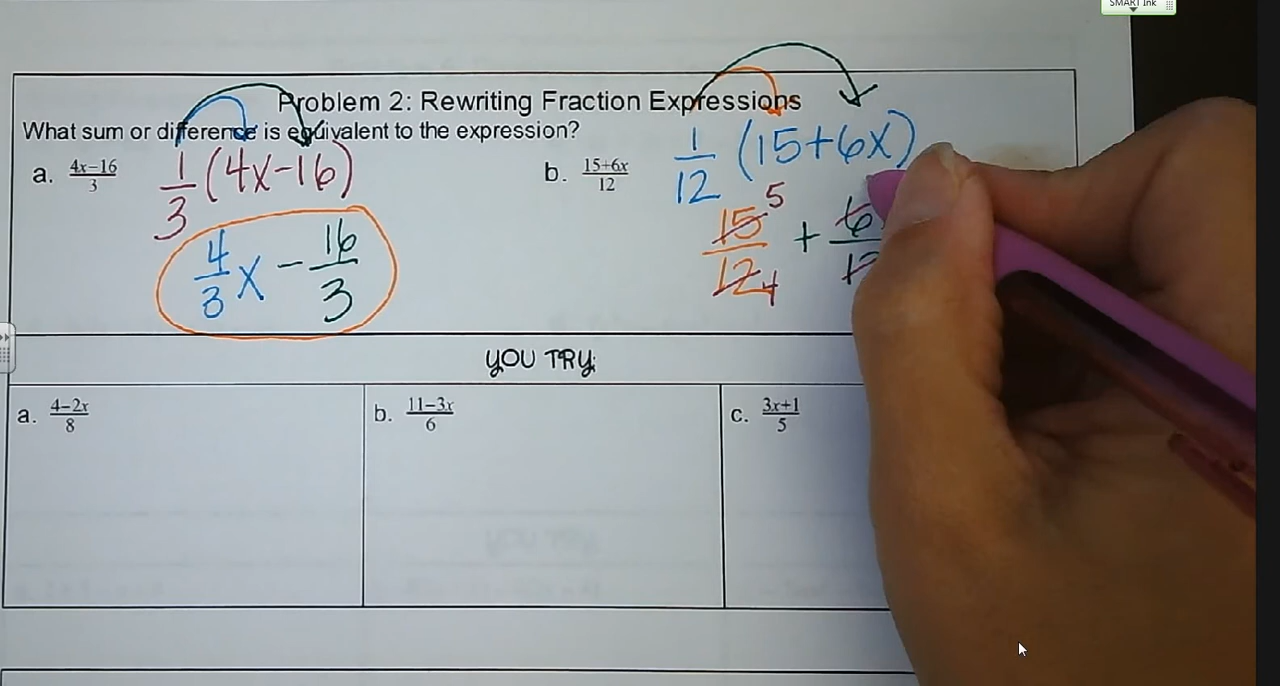 SMART Ink
Problem 2: Rewriting Fraction Expressions
What sum or difference is equivalent to the expression?
a. 4x−16/3 1/3 (4x−16)
4/3 x − 16/3
b. 15+6x/12 1/12 (15+6x)
15/12 5 4 + 6
YOU TRY:
a. 4−2x/8
b. 11−3x/6
c. 3x+1/5